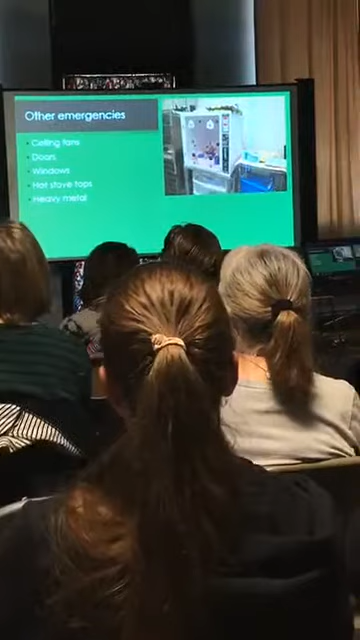 Other emergencies
• Ceiling fans
• Doors
• Windows
• Hot stove tops
• Heavy metal